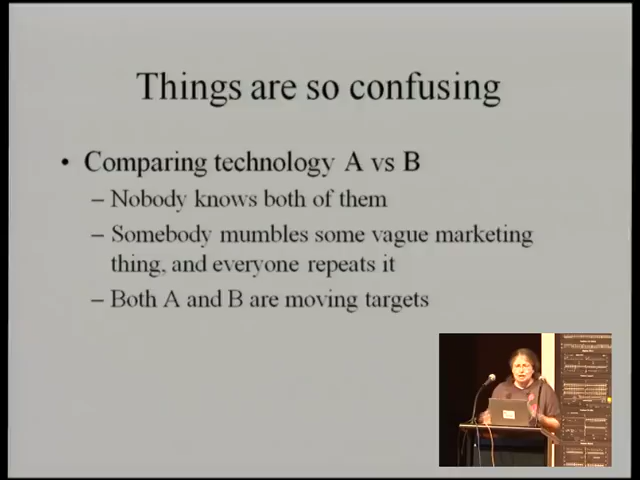 Things are so confusing
• Comparing technology A vs B
– Nobody knows both of them
– Somebody mumbles some vague marketing
thing, and everyone repeats it
– Both A and B are moving targets